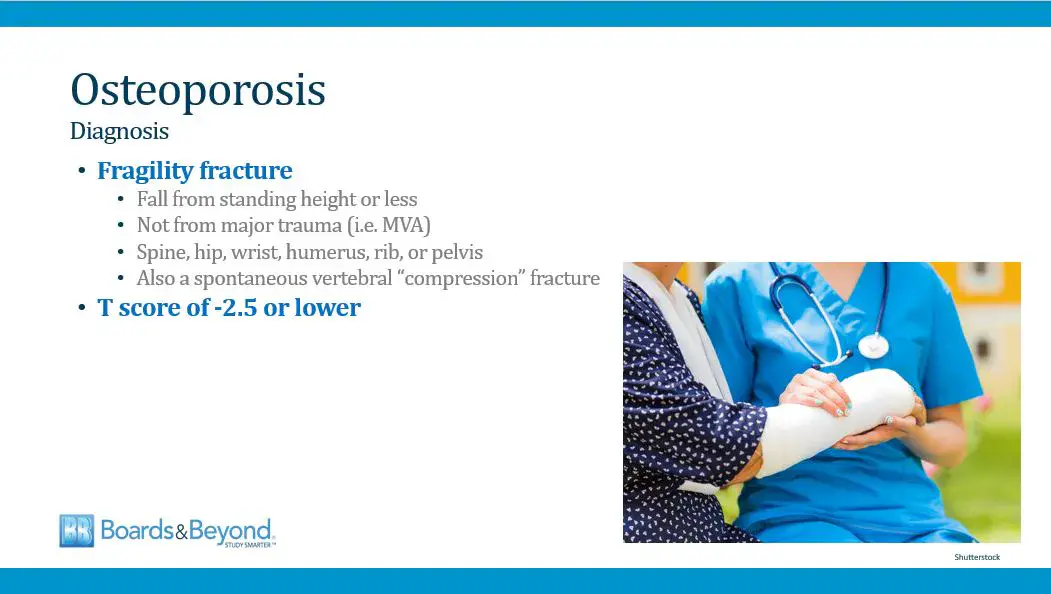 Osteoporosis
Diagnosis
• Fragility fracture
• Fall from standing height or less
• Not from major trauma (i.e. MVA)
• Spine, hip, wrist, humerus, rib, or pelvis
• Also a spontaneous vertebral “compression” fracture
• T score of -2.5 or lower
BB Boards&Beyond®
STUDY SMARTER™
Shutterstock